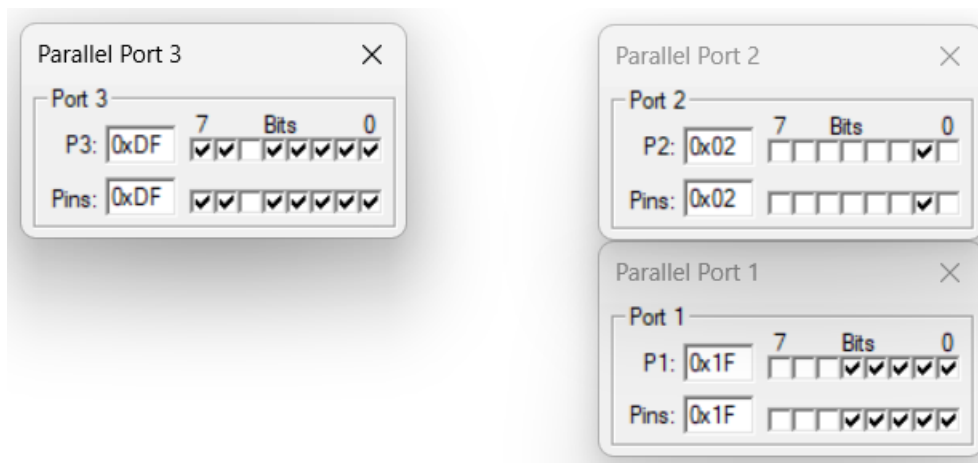 Parallel Port 3
Port 3
7 Bits 0
P3: 0xDF
Pins: 0xDF
Parallel Port 2
Port 2
7 Bits 0
P2: 0x02
Pins: 0x02
Parallel Port 1
Port 1
7 Bits 0
P1: 0x1F
Pins: 0x1F